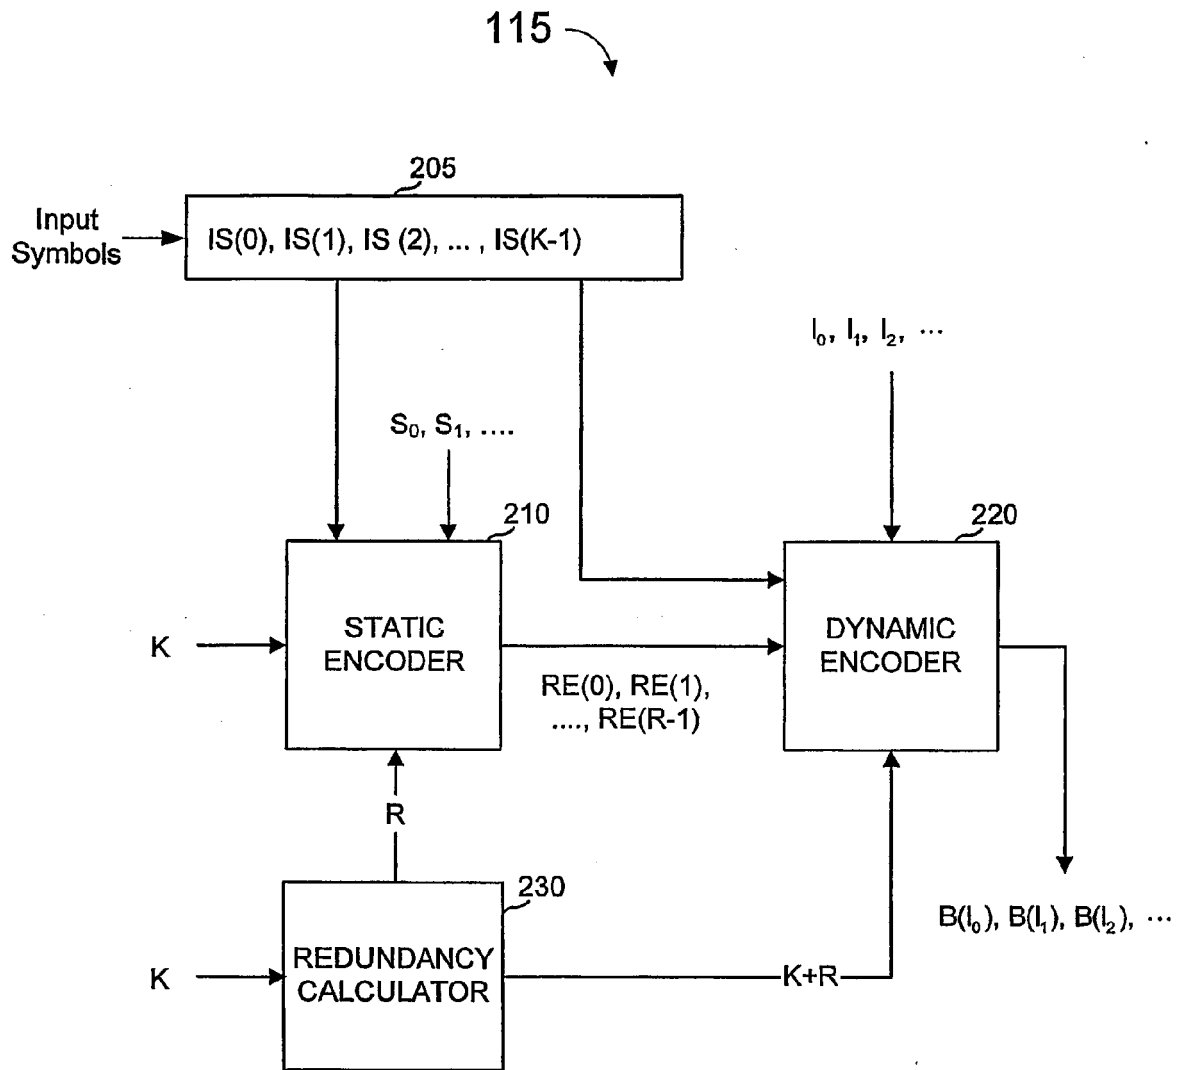 115
205
Input
Symbols
IS(0), IS(1), IS (2), ... , IS(K-1)
I₀, I₁, I₂, ...
S₀, S₁, ....
210
220
STATIC
ENCODER
DYNAMIC
ENCODER
K
RE(0), RE(1),
...., RE(R-1)
R
230
B(I₀), B(I₁), B(I₂), ...
REDUNDANCY
CALCULATOR
K
K+R